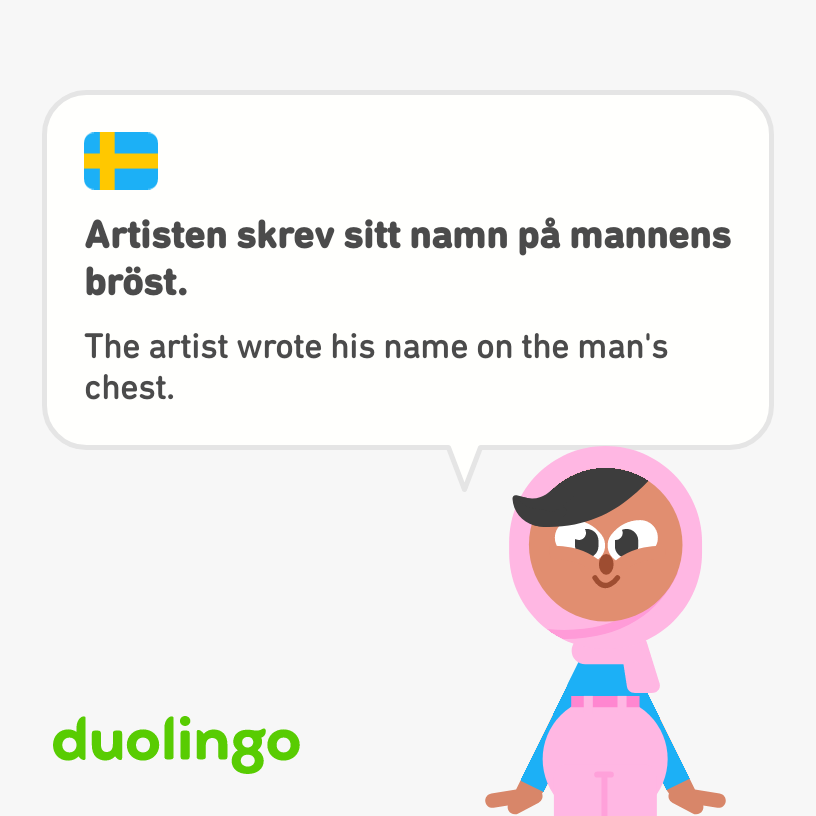 Artisten skrev sitt namn på mannens
bröst.
The artist wrote his name on the man's
chest.
duolingo